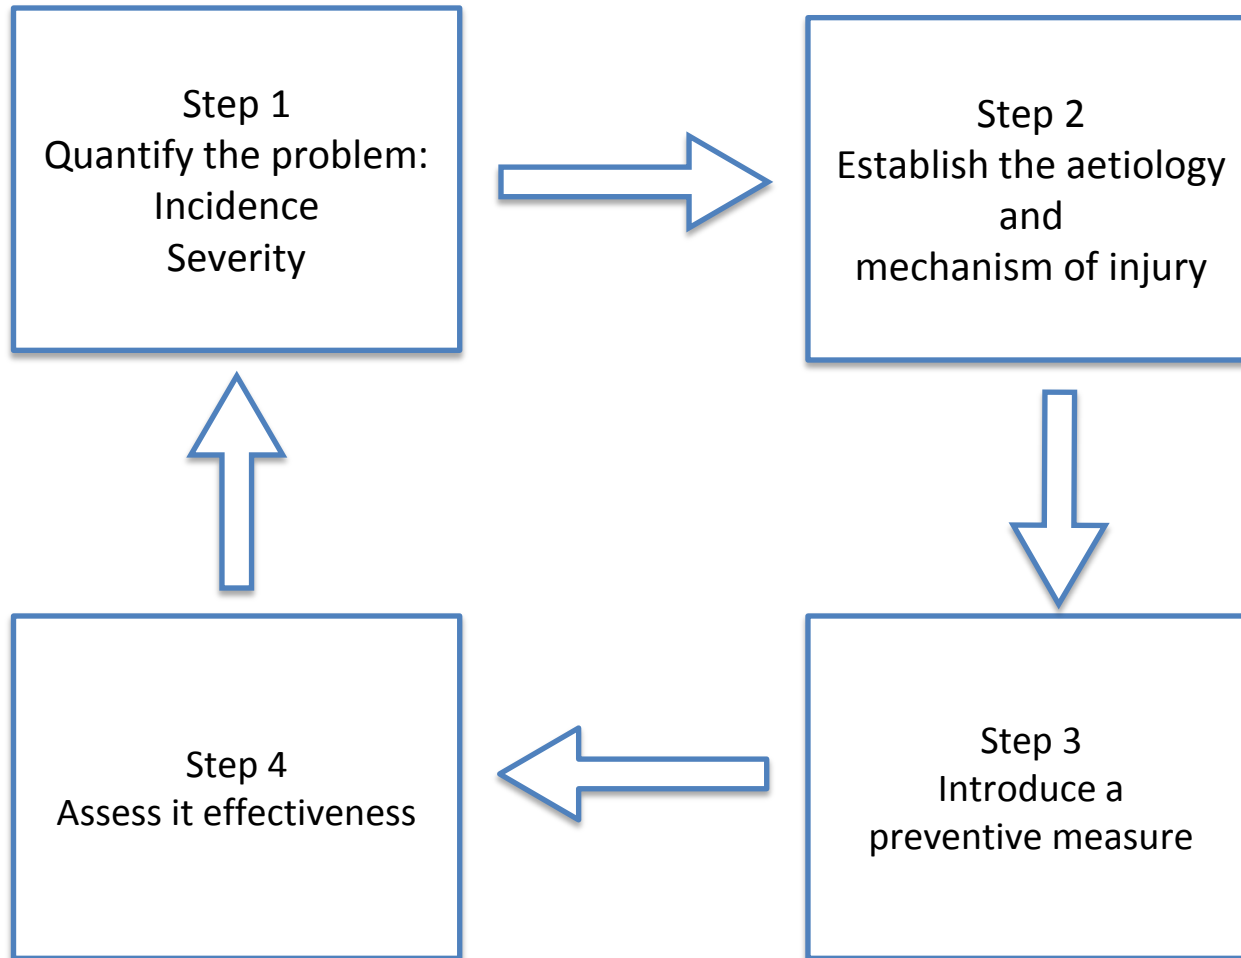 Step 1
Quantify the problem:
Incidence
Severity
Step 2
Establish the aetiology
and
mechanism of injury
Step 3
Introduce a
preventive measure
Step 4
Assess it effectiveness